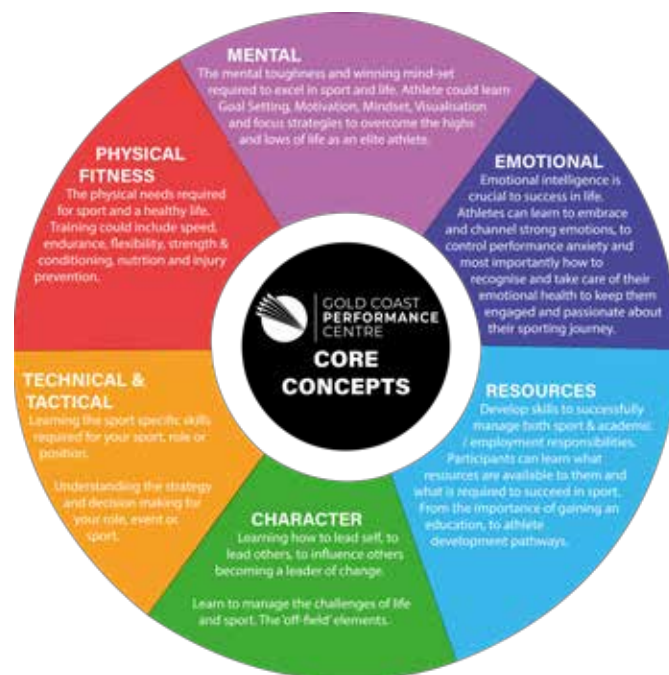 MENTAL
The mental toughness and winning mind-set
required to excel in sport and life. Athlete could learn
Goal Setting, Motivation, Mindset, Visualisation
and focus strategies to overcome the highs
and lows of life as an elite athlete.
EMOTIONAL
Emotional intelligence is
crucial to success in life.
Athletes can learn to embrace
and channel strong emotions, to
control performance anxiety and
most importantly how to
recognise and take care of their
emotional health to keep them
engaged and passionate about
their sporting journey.
RESOURCES
Develop skills to successfully
manage both sport & academic
/ employment responsibilities.
Participants can learn what
resources are available to them and
what is required to succeed in sport.
From the importance of gaining an
education, to athlete
development pathways.
CHARACTER
Learning how to lead self, to
lead others, to influence others
becoming a leader of change.
Learn to manage the challenges of life
and sport. The 'off-field' elements.
TECHNICAL &
TACTICAL
Learning the sport specific skills
required for your sport, role or
position.
Understanding the strategy
and decision making for
your role, event or
sport.
PHYSICAL
FITNESS
The physical needs required
for sport and a healthy life.
Training could include speed,
endurance, flexibility, strength &
conditioning, nutrition and injury
prevention.
GOLD COAST
PERFORMANCE
CENTRE
CORE
CONCEPTS